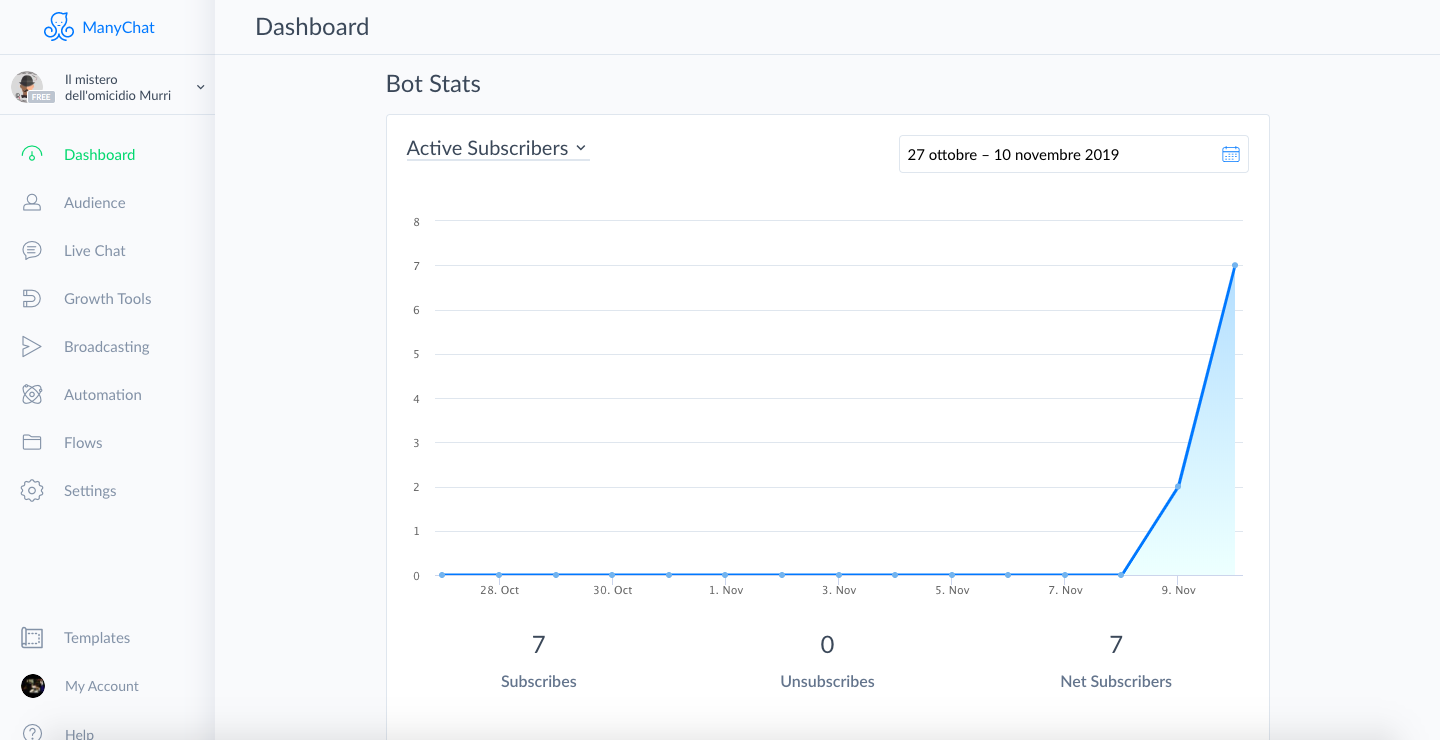 ManyChat
Dashboard
Il mistero
dell'omicidio Murri
FREE
Dashboard
Audience
Live Chat
Growth Tools
Broadcasting
Automation
Flows
Settings
Templates
My Account
Help
Bot Stats
Active Subscribers
27 ottobre – 10 novembre 2019
8
7
6
5
4
3
2
1
0
28. Oct 30. Oct 1. Nov 3. Nov 5. Nov 7. Nov 9. Nov
7 0 7
Subscribes Unsubscribes Net Subscribers